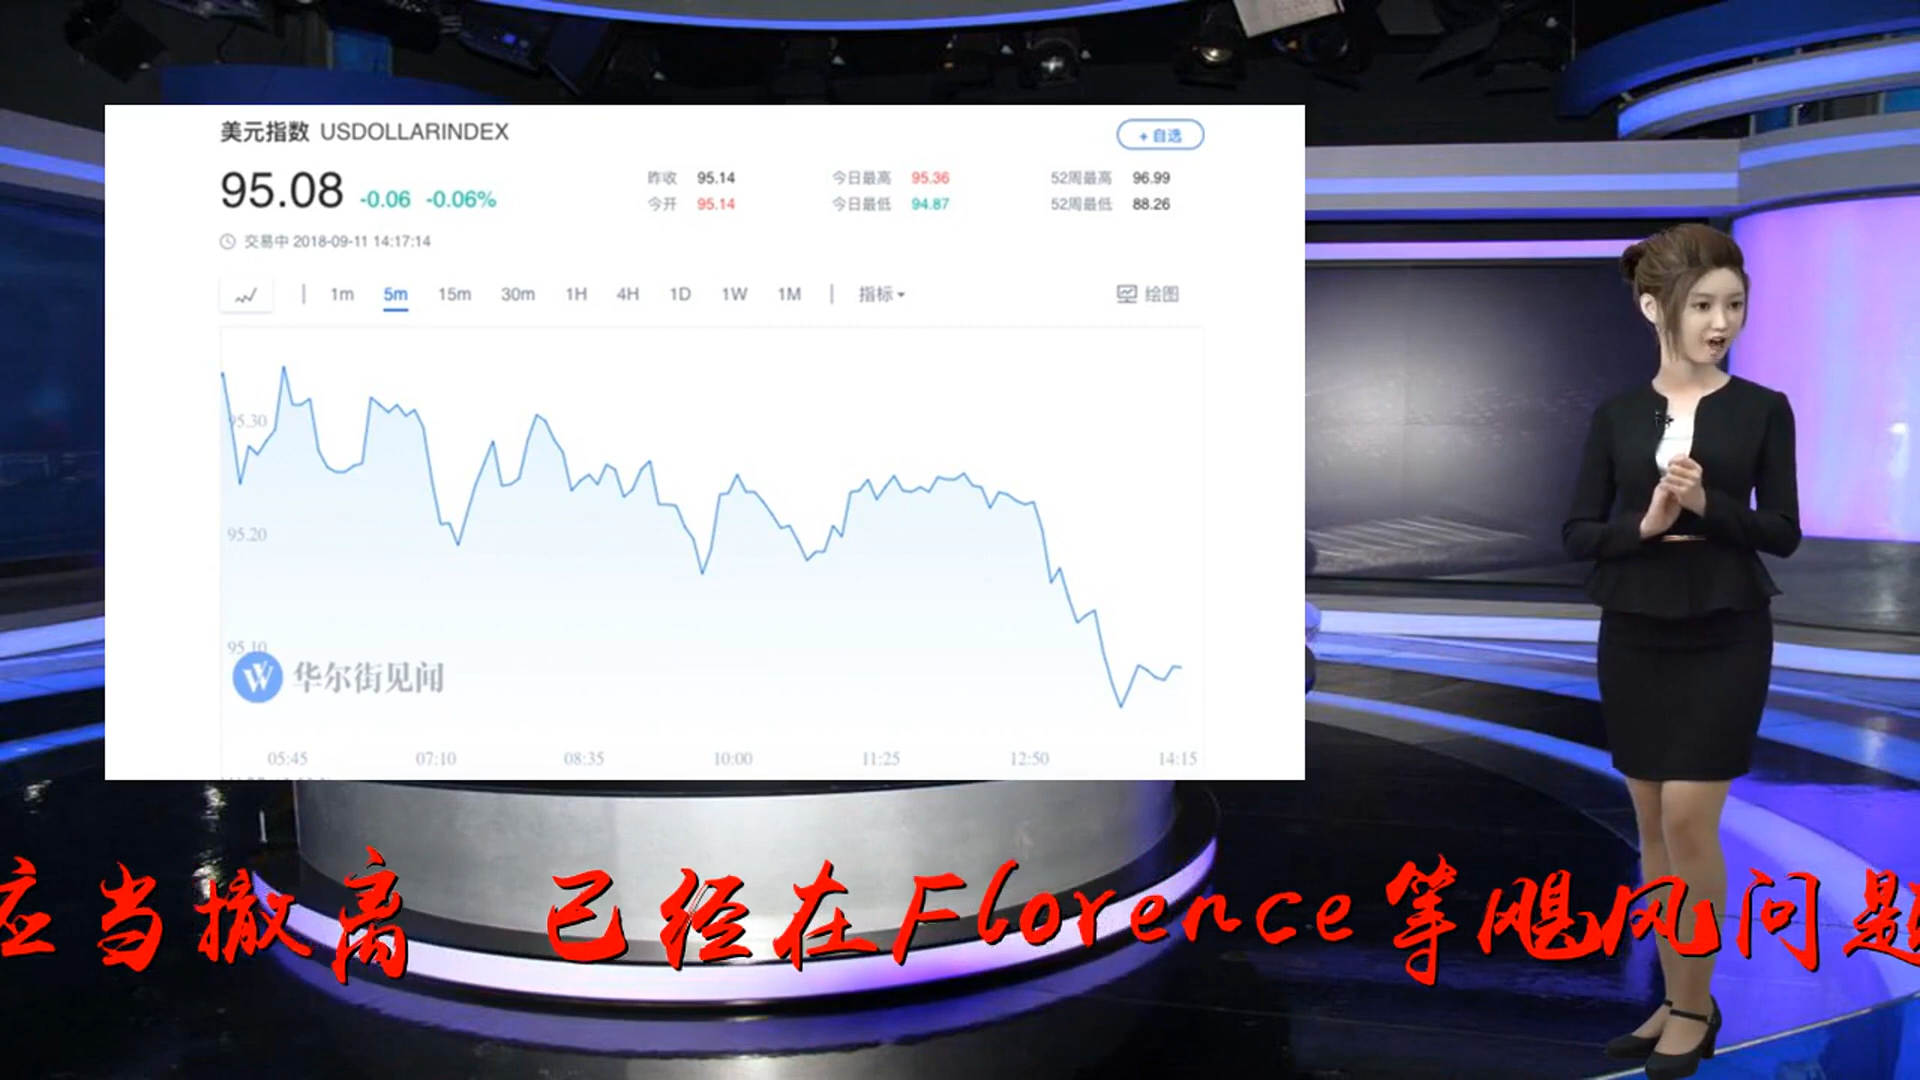 美元指数 USDOLLARINDEX
+ 自选
95.08 -0.06 -0.06%
昨收 95.14 今日最高 95.36 52周最高 96.99
今开 95.14 今日最低 94.87 52周最低 88.26
交易中 2018-09-11 14:17:14
1m 5m 15m 30m 1H 4H 1D 1W 1M 指标 绘图
95.30
95.20
95.10
华尔街见闻
05:45 07:10 08:35 10:00 11:25 12:50 14:15
应当撤离 已经在Florence等飓风问题